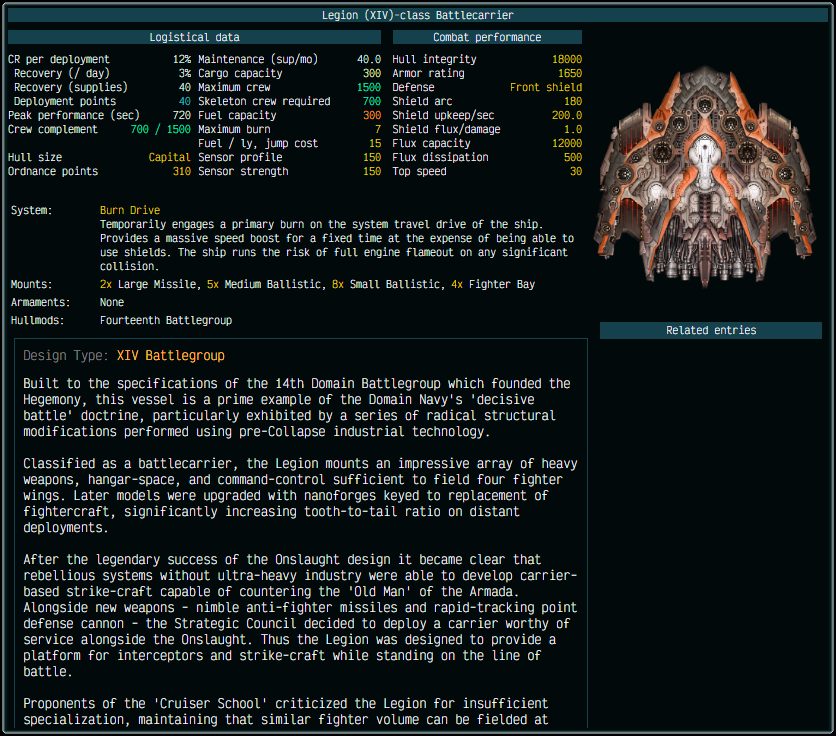 Legion (XIV)-class Battlecarrier
Logistical data
CR per deployment 12% Maintenance (sup/mo) 40.0
Recovery (/ day) 3% Cargo capacity 300
Recovery (supplies) 40 Maximum crew 1500
Deployment points 40 Skeleton crew required 700
Peak performance (sec) 720 Fuel capacity 300
Crew complement 700 / 1500 Maximum burn 7
Fuel / ly, jump cost 15
Hull size Capital Sensor profile 150
Ordnance points 310 Sensor strength 150
Combat performance
Hull integrity 18000
Armor rating 1650
Defense Front shield
Shield arc 180
Shield upkeep/sec 200.0
Shield flux/damage 1.0
Flux capacity 12000
Flux dissipation 500
Top speed 30
System: Burn Drive
Temporarily engages a primary burn on the system travel drive of the ship.
Provides a massive speed boost for a fixed time at the expense of being able to
use shields. The ship runs the risk of full engine flameout on any significant
collision.
Mounts: 2x Large Missile, 5x Medium Ballistic, 8x Small Ballistic, 4x Fighter Bay
Armaments: None
Hullmods: Fourteenth Battlegroup
Related entries
Design Type: XIV Battlegroup
Built to the specifications of the 14th Domain Battlegroup which founded the
Hegemony, this vessel is a prime example of the Domain Navy's 'decisive
battle' doctrine, particularly exhibited by a series of radical structural
modifications performed using pre-Collapse industrial technology.
Classified as a battlecarrier, the Legion mounts an impressive array of heavy
weapons, hangar-space, and command-control sufficient to field four fighter
wings. Later models were upgraded with nanoforges keyed to replacement of
fightercraft, significantly increasing tooth-to-tail ratio on distant
deployments.
After the legendary success of the Onslaught design it became clear that
rebellious systems without ultra-heavy industry were able to develop carrier-
based strike-craft capable of countering the 'Old Man' of the Armada.
Alongside new weapons - nimble anti-fighter missiles and rapid-tracking point
defense cannon - the Strategic Council decided to deploy a carrier worthy of
service alongside the Onslaught. Thus the Legion was designed to provide a
platform for interceptors and strike-craft while standing on the line of
battle.
Proponents of the 'Cruiser School' criticized the Legion for insufficient
specialization, maintaining that similar fighter volume can be fielded at